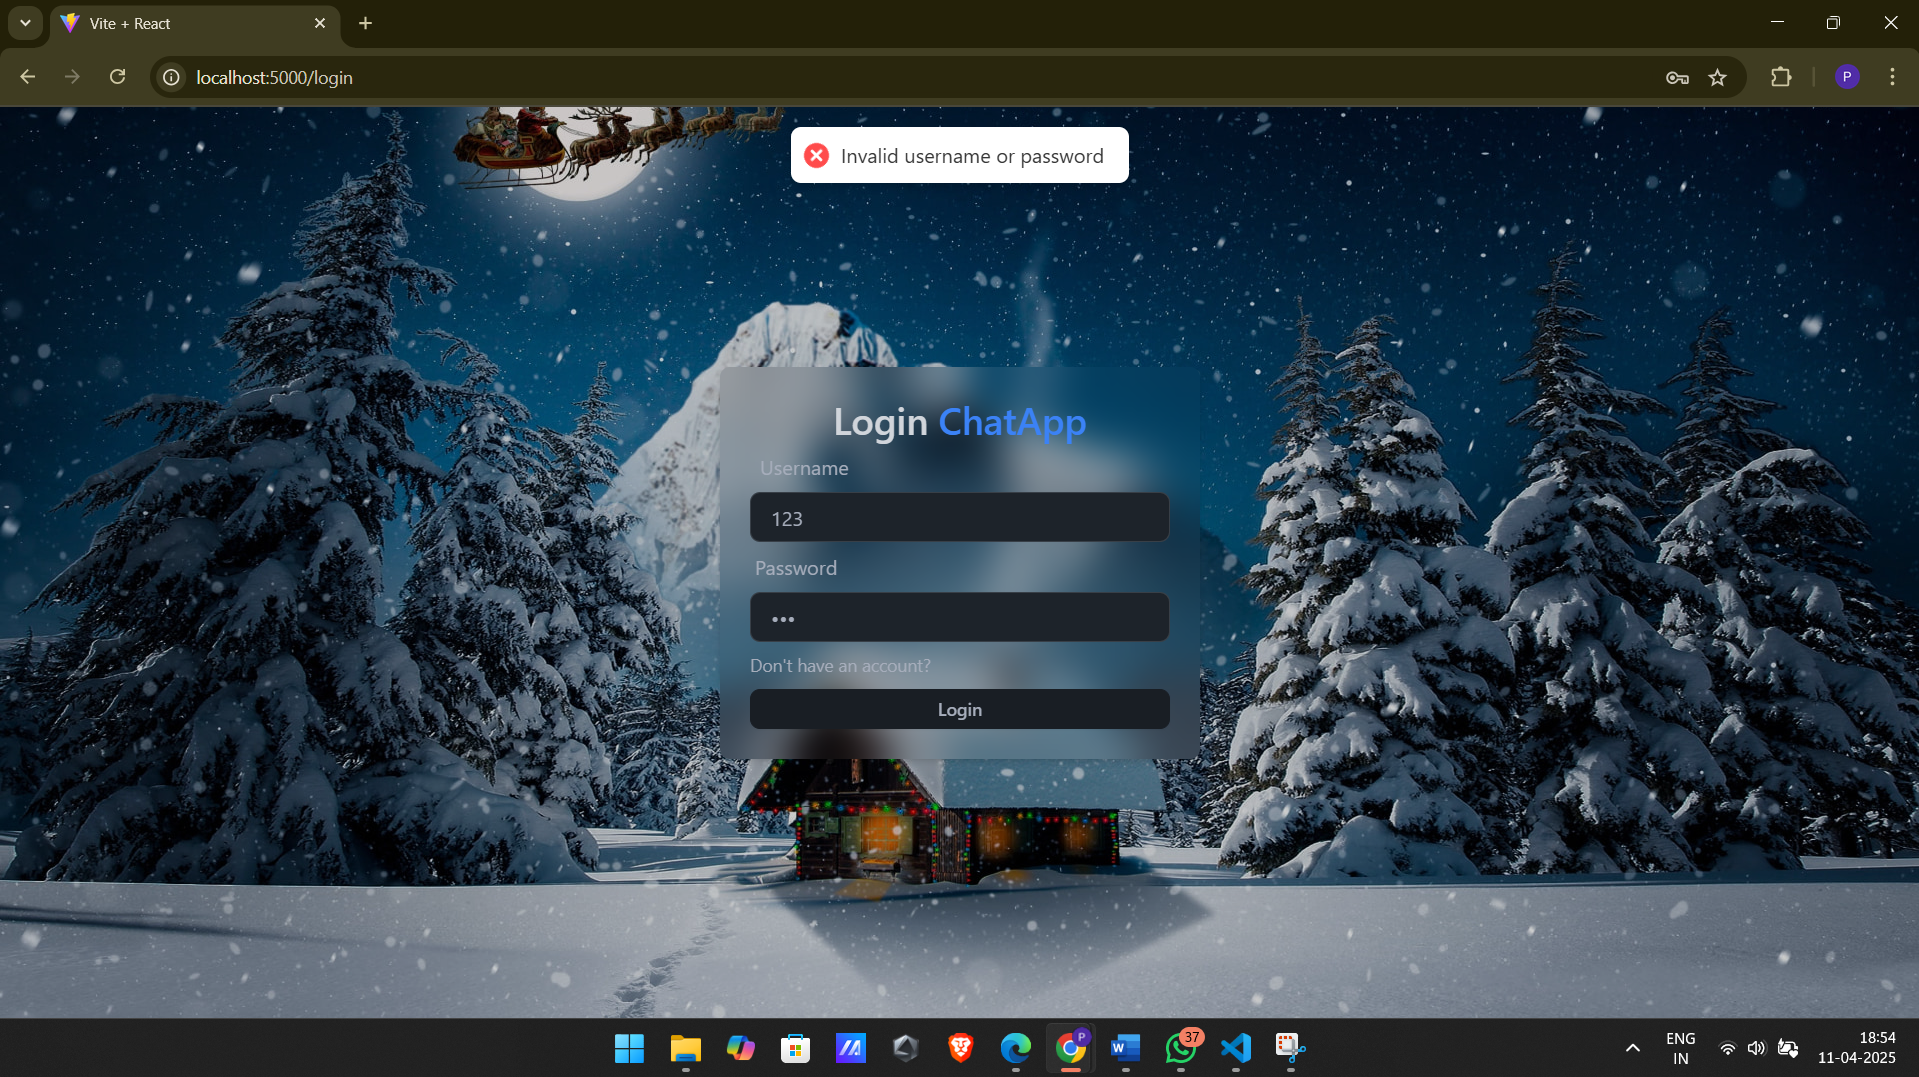 Vite + React
localhost:5000/login
P
Invalid username or password
Login ChatApp
Username
123
Password
•••
Don't have an account?
Login
P
W
37
ENG
IN
18:54
11-04-2025